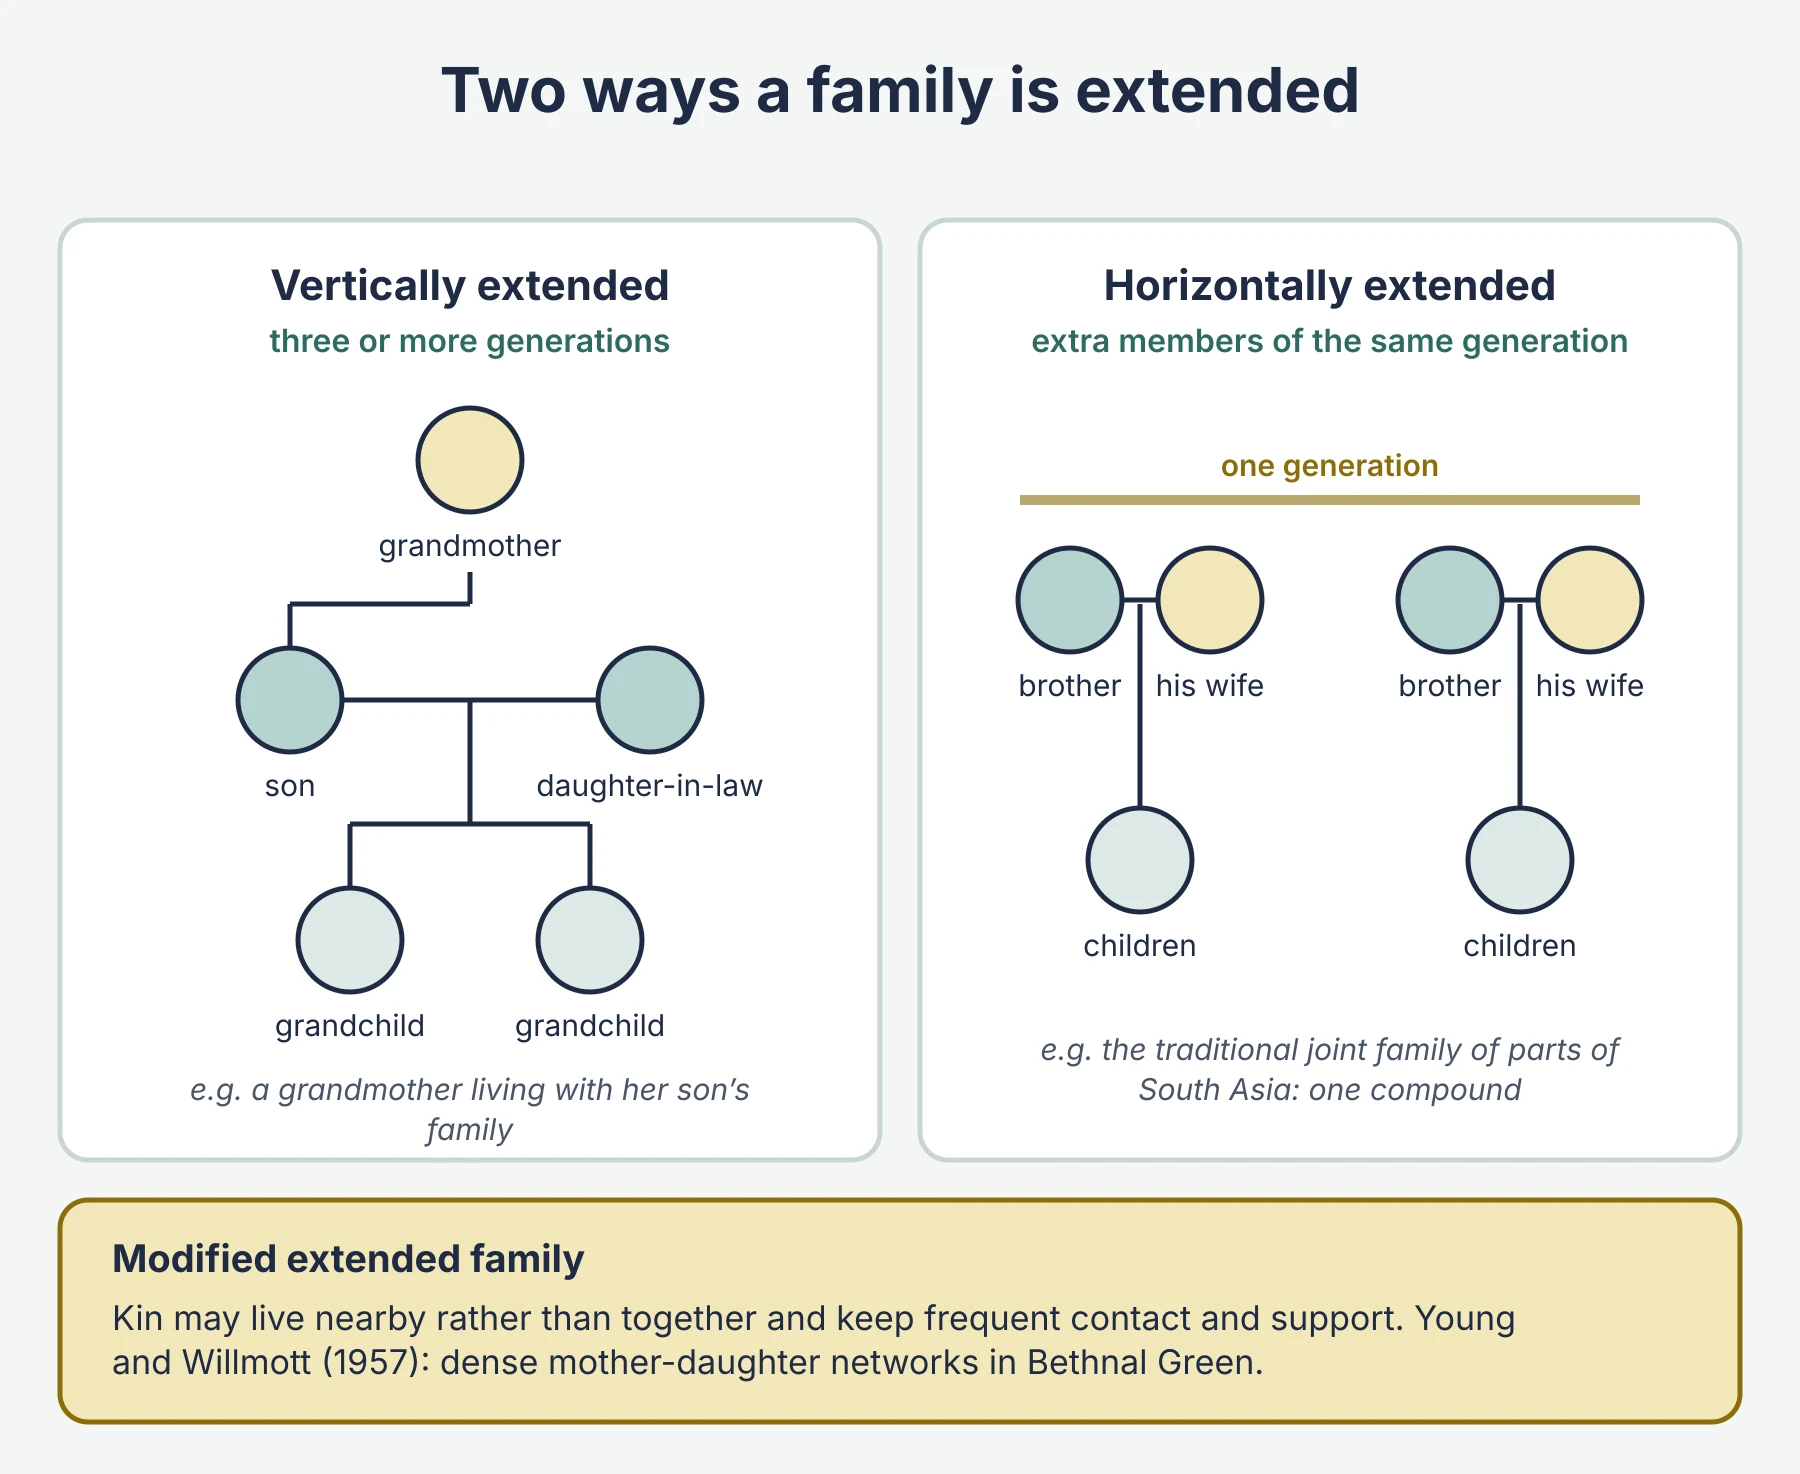 Two ways a family is extended
Vertically extended
three or more generations
grandmother
son
daughter-in-law
grandchild
grandchild
e.g. a grandmother living with her son’s
family
Horizontally extended
extra members of the same generation
one generation
brother
his wife
brother
his wife
children
children
e.g. the traditional joint family of parts of
South Asia: one compound
Modified extended family
Kin may live nearby rather than together and keep frequent contact and support. Young
and Willmott (1957): dense mother-daughter networks in Bethnal Green.